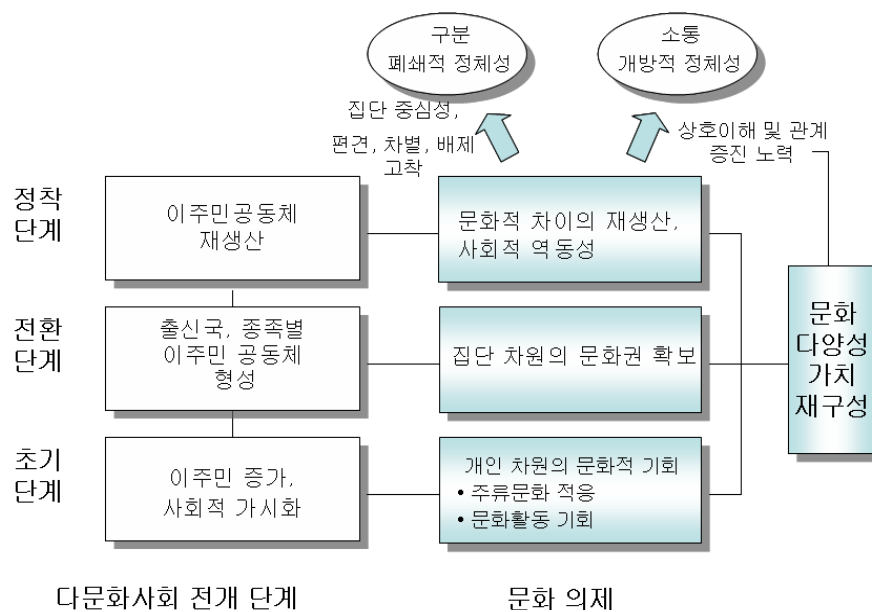 구분
폐쇄적 정체성
소통
개방적 정체성
집단 중심성,
편견, 차별, 배제
고착
상호이해 및 관계
증진 노력
정착
단계
이주민공동체
재생산
문화적 차이의 재생산,
사회적 역동성
전환
단계
출신국, 종족별
이주민 공동체
형성
집단 차원의 문화권 확보
문화
다양성
가치
재구성
초기
단계
이주민 증가,
사회적 가시화
개인 차원의 문화적 기회
• 주류문화 적응
• 문화활동 기회
다문화사회 전개 단계
문화 의제